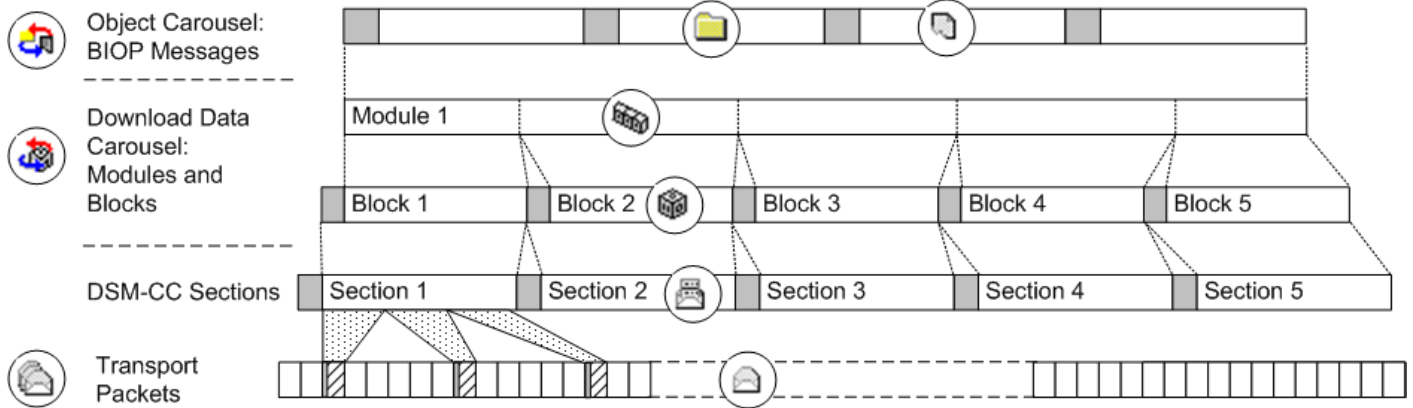 Object Carousel:
BIOP Messages
Module 1
Download Data
Carousel:
Modules and
Blocks
Block 1
Block 2
Block 3
Block 4
Block 5
DSM-CC Sections
Section 1
Section 2
Section 3
Section 4
Section 5
Transport
Packets